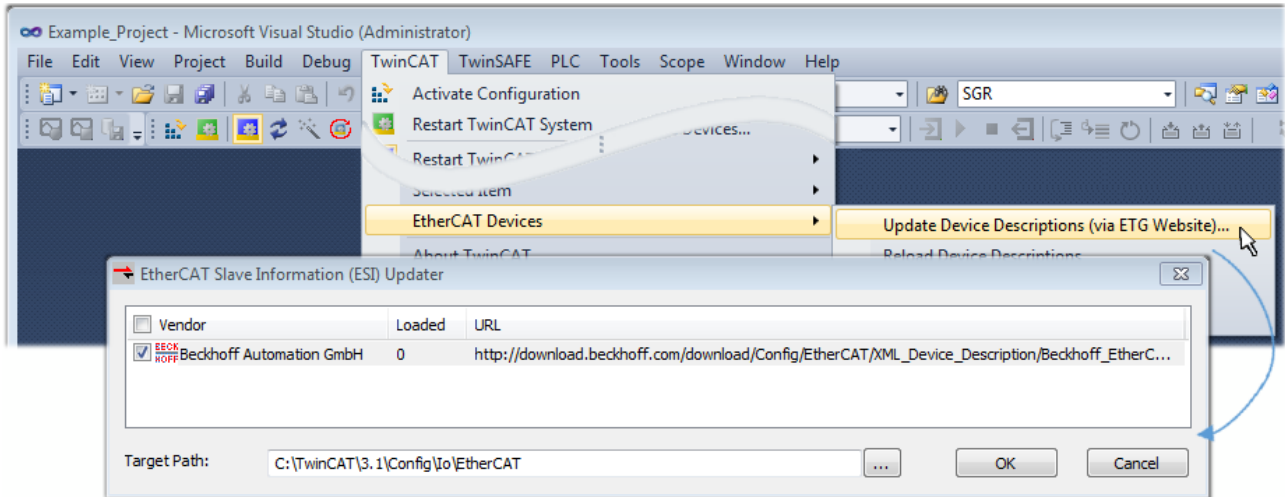 Example_Project - Microsoft Visual Studio (Administrator)
File Edit View Project Build Debug TwinCAT TwinSAFE PLC Tools Scope Window Help
Activate Configuration
SGR
Restart TwinCAT System
Devices...
Restart TwinCAT
Selected Item
EtherCAT Devices
Update Device Descriptions (via ETG Website)...
About TwinCAT
Reload Device Descriptions
EtherCAT Slave Information (ESI) Updater
Vendor Loaded URL
BECKHOFF Beckhoff Automation GmbH 0 http://download.beckhoff.com/download/Config/EtherCAT/XML_Device_Description/Beckhoff_EtherC...
Target Path: C:\TwinCAT\3.1\Config\Io\EtherCAT ... OK Cancel